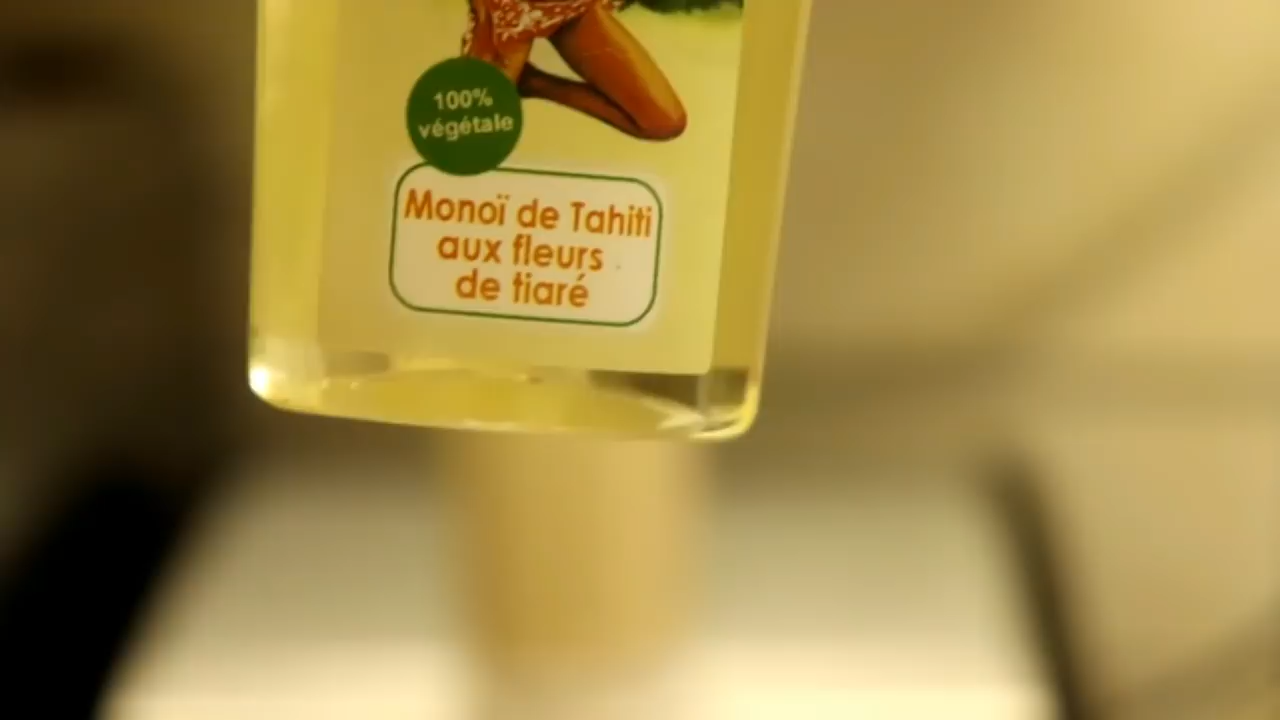 100%
végétale
Monoï de Tahiti
aux fleurs
de tiaré